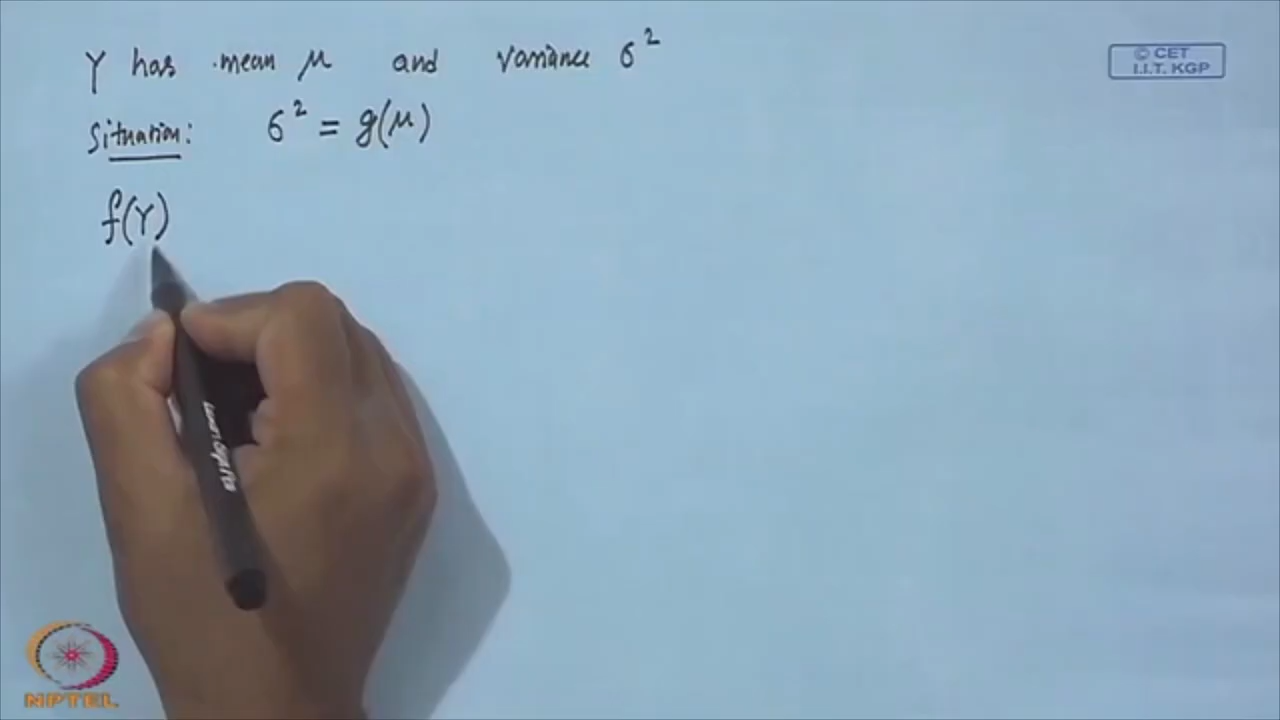 Y has mean μ and variance σ²
© CET
I.I.T. KGP
Situation: σ² = g(μ)
f(Y)
NPTEL